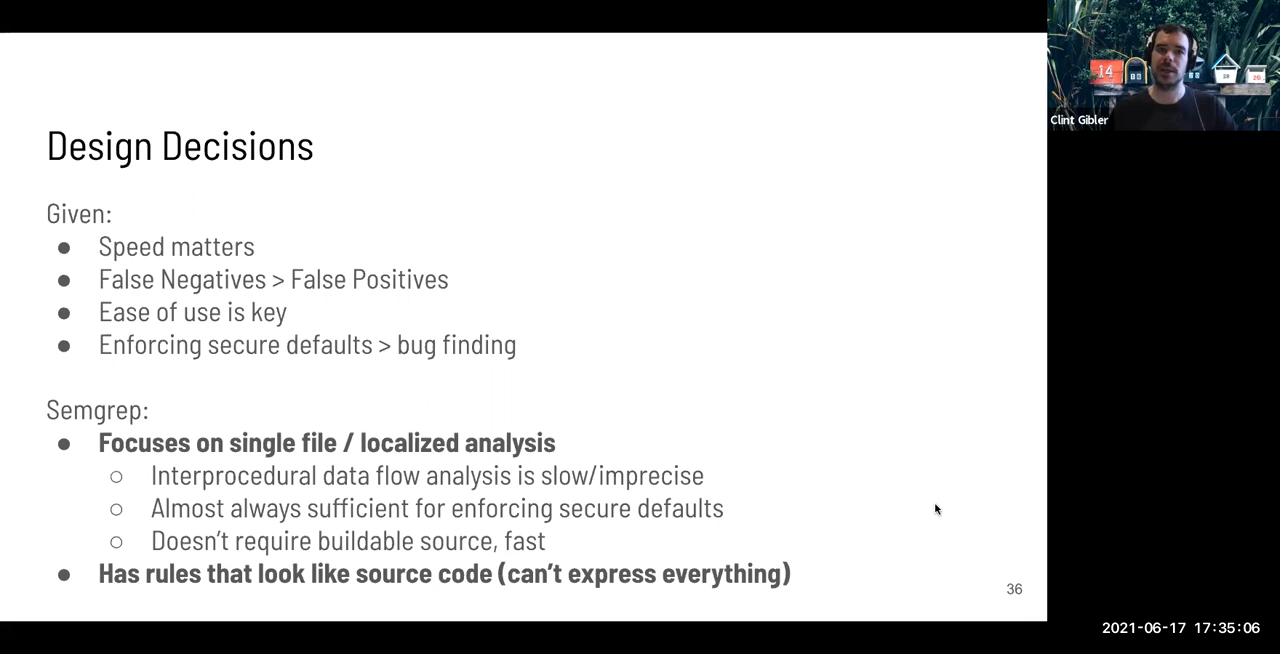 Design Decisions
Given:
● Speed matters
● False Negatives > False Positives
● Ease of use is key
● Enforcing secure defaults > bug finding
Semgrep:
● Focuses on single file / localized analysis
○ Interprocedural data flow analysis is slow/imprecise
○ Almost always sufficient for enforcing secure defaults
○ Doesn't require buildable source, fast
● Has rules that look like source code (can't express everything)
36
14
Clint Gibler
2021-06-17 17:35:06